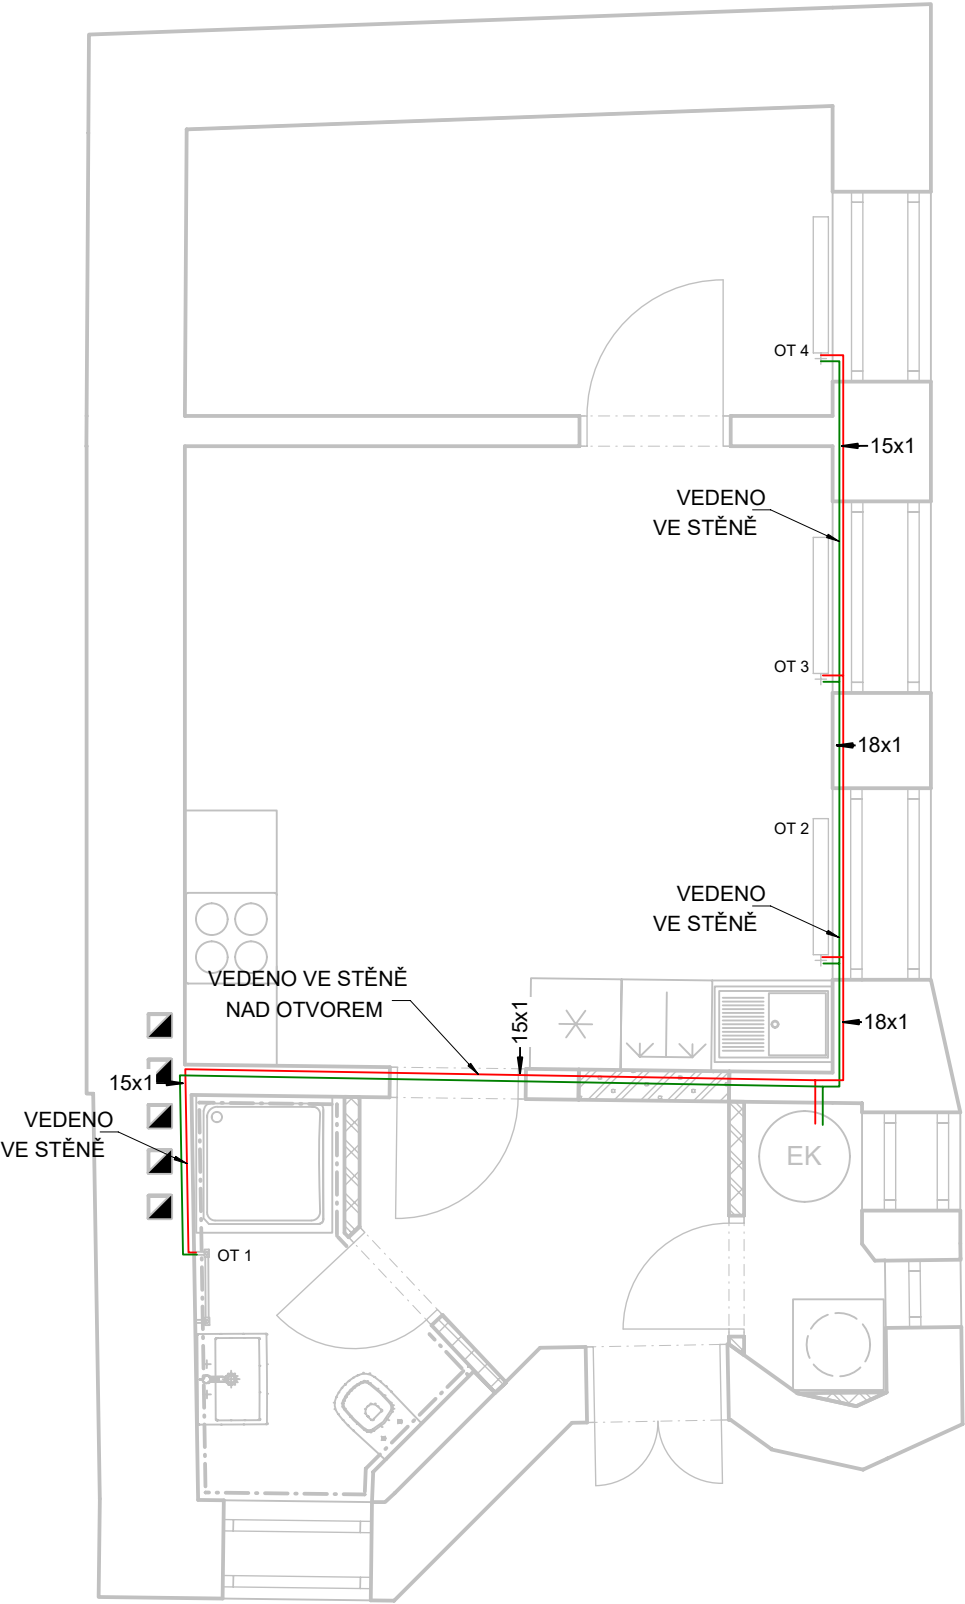 OT 4
15x1
VEDENO
VE STĚNĚ
OT 3
18x1
OT 2
VEDENO
VE STĚNĚ
VEDENO VE STĚNĚ
NAD OTVOREM
15x1
18x1
15x1
VEDENO
VE STĚNĚ
EK
OT 1